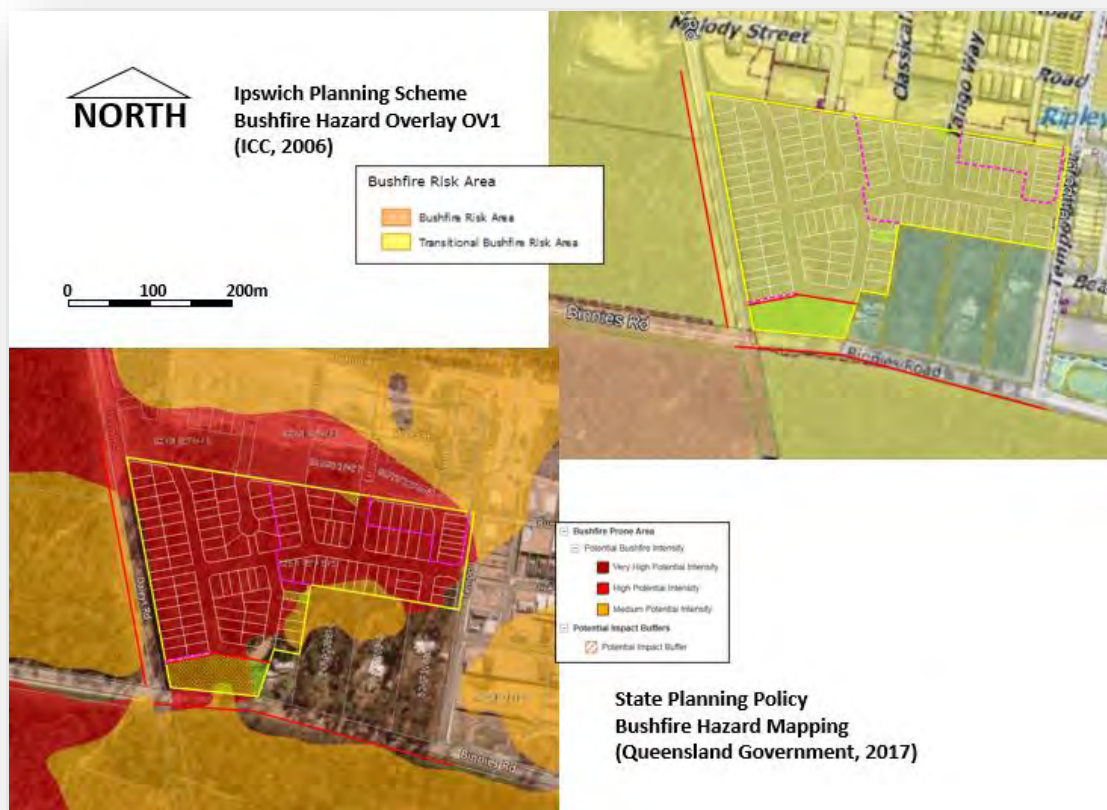 NORTH
Ipswich Planning Scheme
Bushfire Hazard Overlay OV1
(ICC, 2006)
Bushfire Risk Area
Bushfire Risk Area
Transitional Bushfire Risk Area
0 100 200m
Melody Street
Classical
Tango Way
Road
Road
Ripley
Binnies Rd
Binnies Road
Binnies Rd
Bushfire Prone Area
Potential Bushfire Intensity
Very High Potential Intensity
High Potential Intensity
Medium Potential Intensity
Potential Impact Buffers
Potential Impact Buffer
State Planning Policy
Bushfire Hazard Mapping
(Queensland Government, 2017)